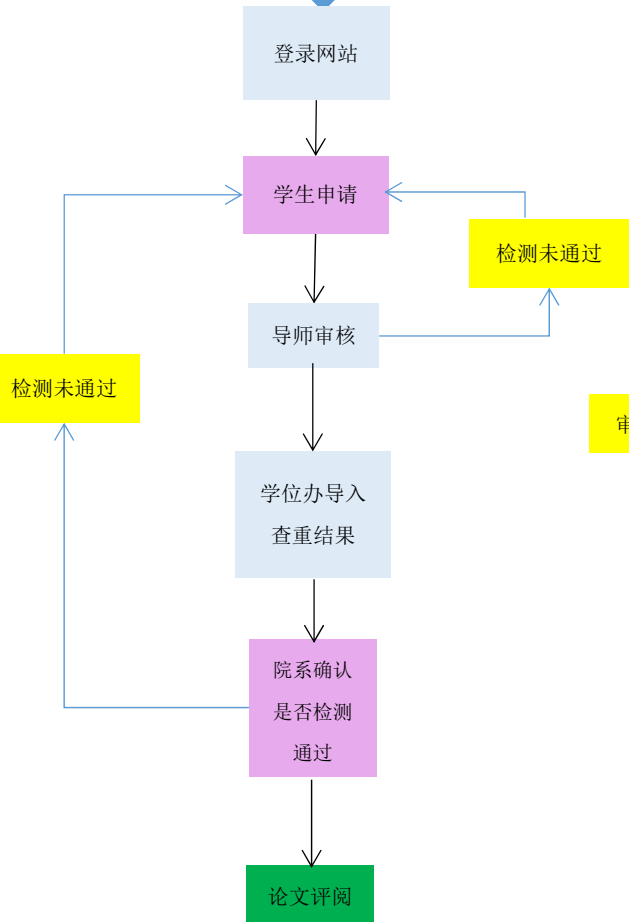 登录网站
学生申请
检测未通过
导师审核
检测未通过
审
学位办导入
查重结果
院系确认
是否检测
通过
论文评阅